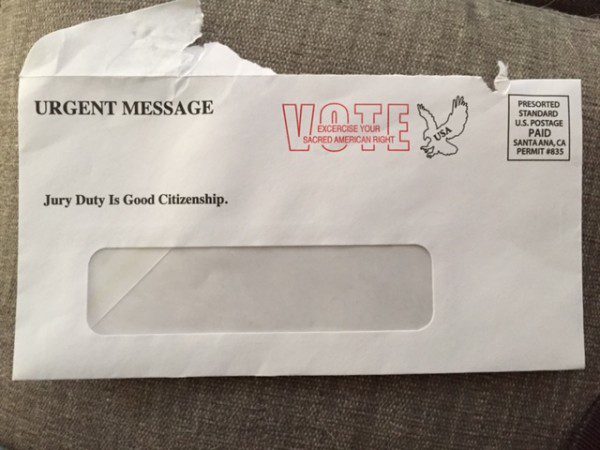 URGENT MESSAGE
VOTE
EXCERCISE YOUR
SACRED AMERICAN RIGHT
USA
PRESORTED
STANDARD
U.S. POSTAGE
PAID
SANTA ANA, CA
PERMIT #835
Jury Duty Is Good Citizenship.